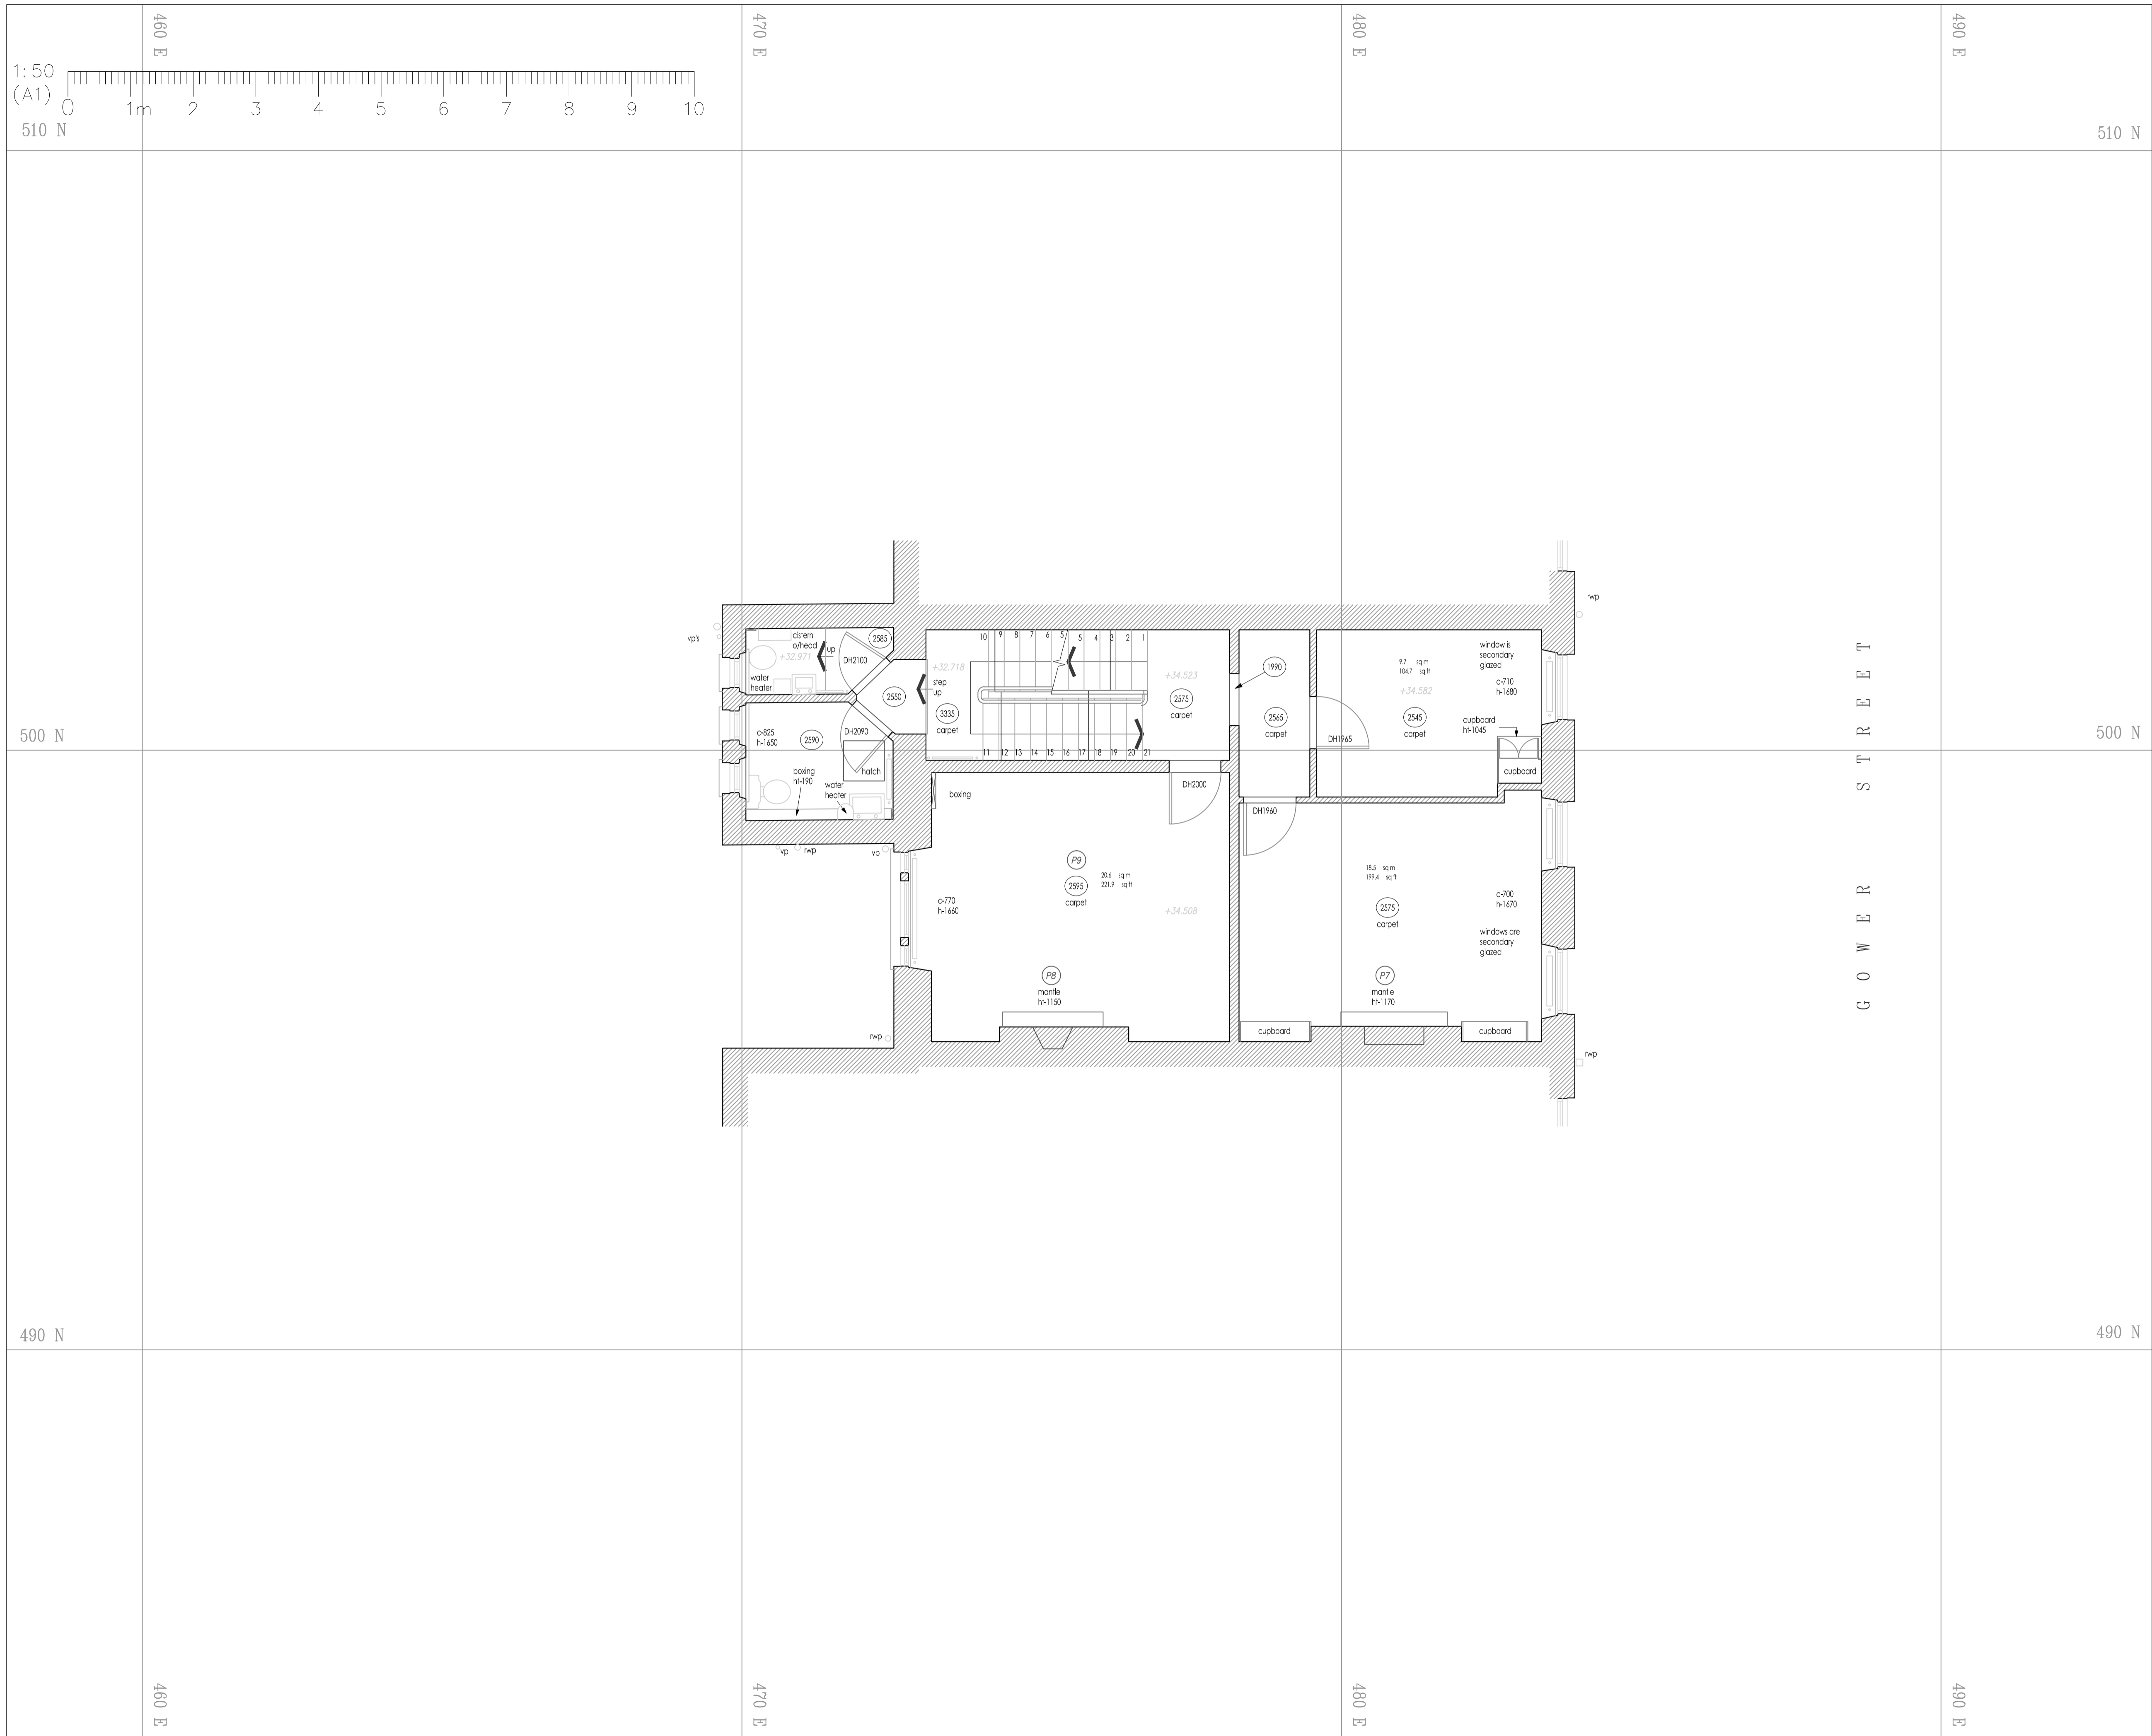 460 E
470 E
480 E
490 E
1:50
(A1)
0 1m 2 3 4 5 6 7 8 9 10
510 N
510 N
rwp
vp's
cistern
o/head
2585
+32.971
up
DH2100
water
heater
10 9 8 7 6 5 5 4 3 2 1
+32.718
step
up
2550
3335
carpet
+34.523
2575
carpet
11 12 13 14 15 16 17 18 19 20 21
1990
2565
carpet
9.7 sq m
104.7 sq ft
+34.582
2545
carpet
window is
secondary
glazed
c-710
h-1680
cupboard
ht-1045
cupboard
DH1965
500 N
500 N
c-825
h-1650
2590
DH2090
hatch
boxing
ht-190
water
heater
boxing
DH2000
DH1960
vp
rwp
vp
P9
20.6 sq m
221.9 sq ft
2595
carpet
c-770
h-1660
+34.508
18.5 sq m
199.4 sq ft
2575
carpet
c-700
h-1670
windows are
secondary
glazed
P8
mantle
ht-1150
P7
mantle
ht-1170
cupboard
cupboard
rwp
rwp
GOWER STREET
490 N
490 N
460 E
470 E
480 E
490 E